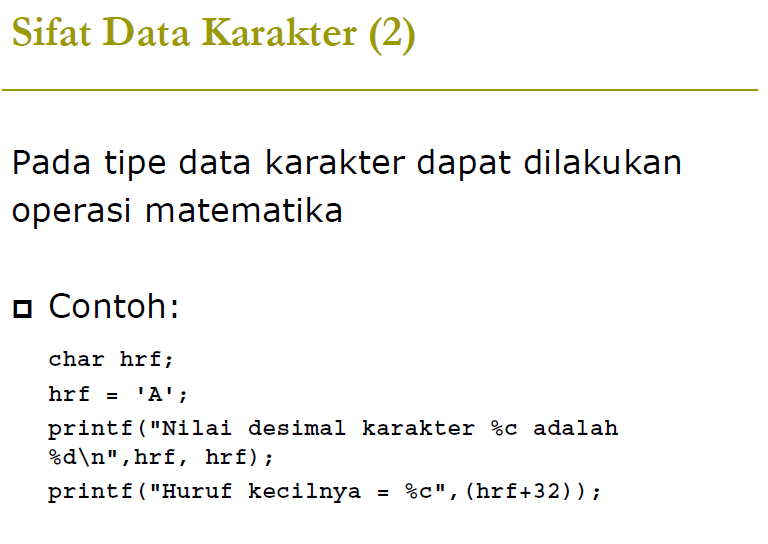 Sifat Data Karakter (2)
Pada tipe data karakter dapat dilakukan
operasi matematika
Contoh:
char hrf;
hrf = 'A';
printf("Nilai desimal karakter %c adalah
%d\n",hrf, hrf);
printf("Huruf kecilnya = %c",(hrf+32));